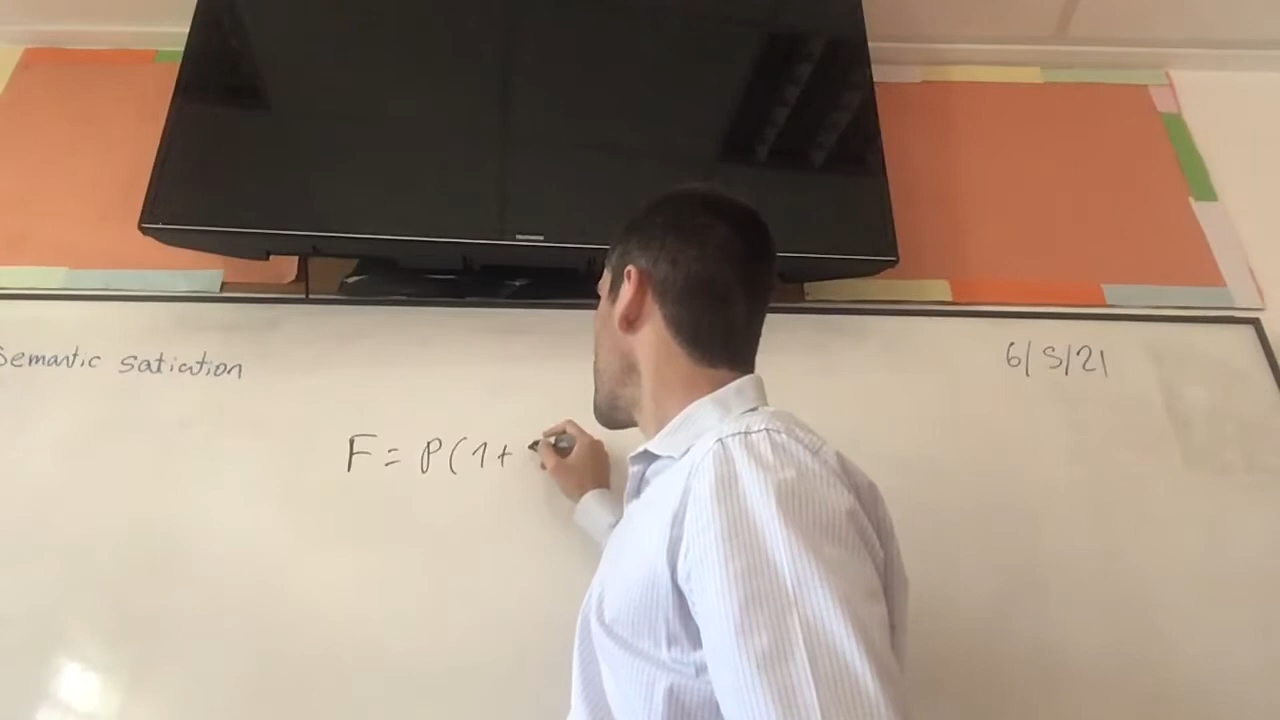 Semantic satiation
6/5/21
F = P(1+